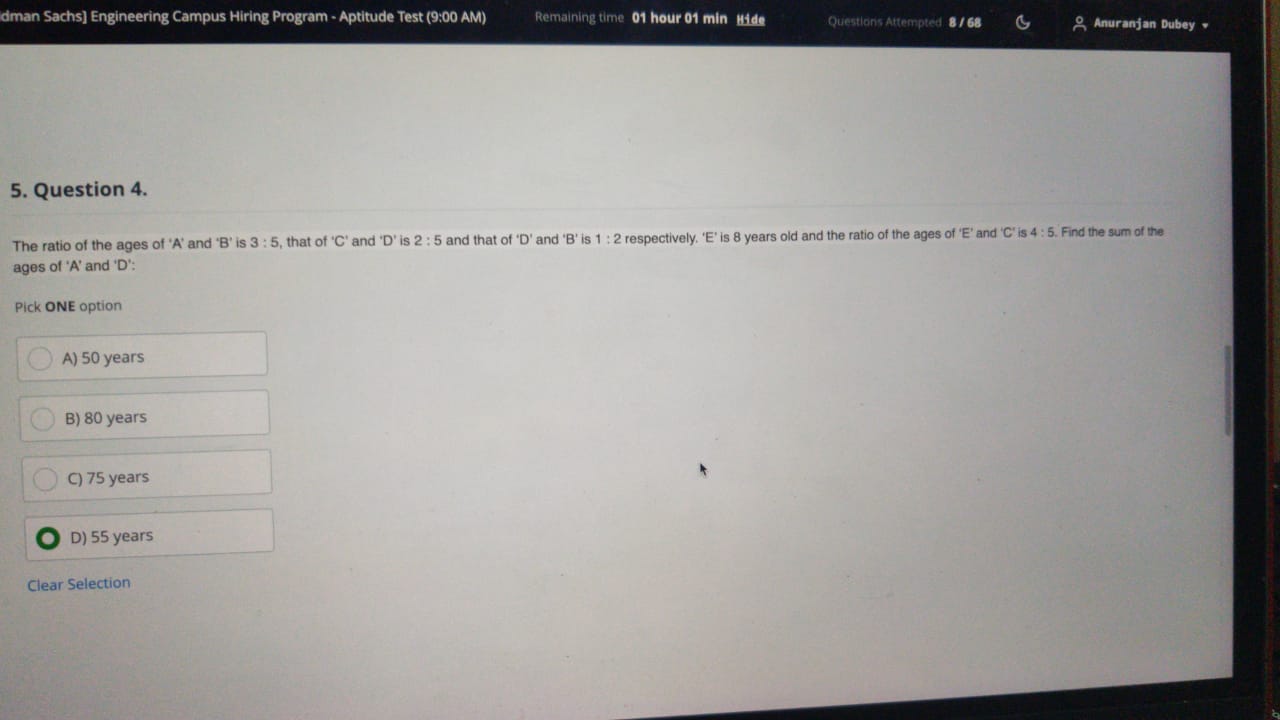 dman Sachs] Engineering Campus Hiring Program - Aptitude Test (9:00 AM) Remaining time 01 hour 01 min Hide Questions Attempted 8 / 68 Anuranjan Dubey
5. Question 4.
The ratio of the ages of 'A' and 'B' is 3 : 5, that of 'C' and 'D' is 2 : 5 and that of 'D' and 'B' is 1 : 2 respectively. 'E' is 8 years old and the ratio of the ages of 'E' and 'C' is 4 : 5. Find the sum of the
ages of 'A' and 'D':
Pick ONE option
A) 50 years
B) 80 years
C) 75 years
D) 55 years
Clear Selection